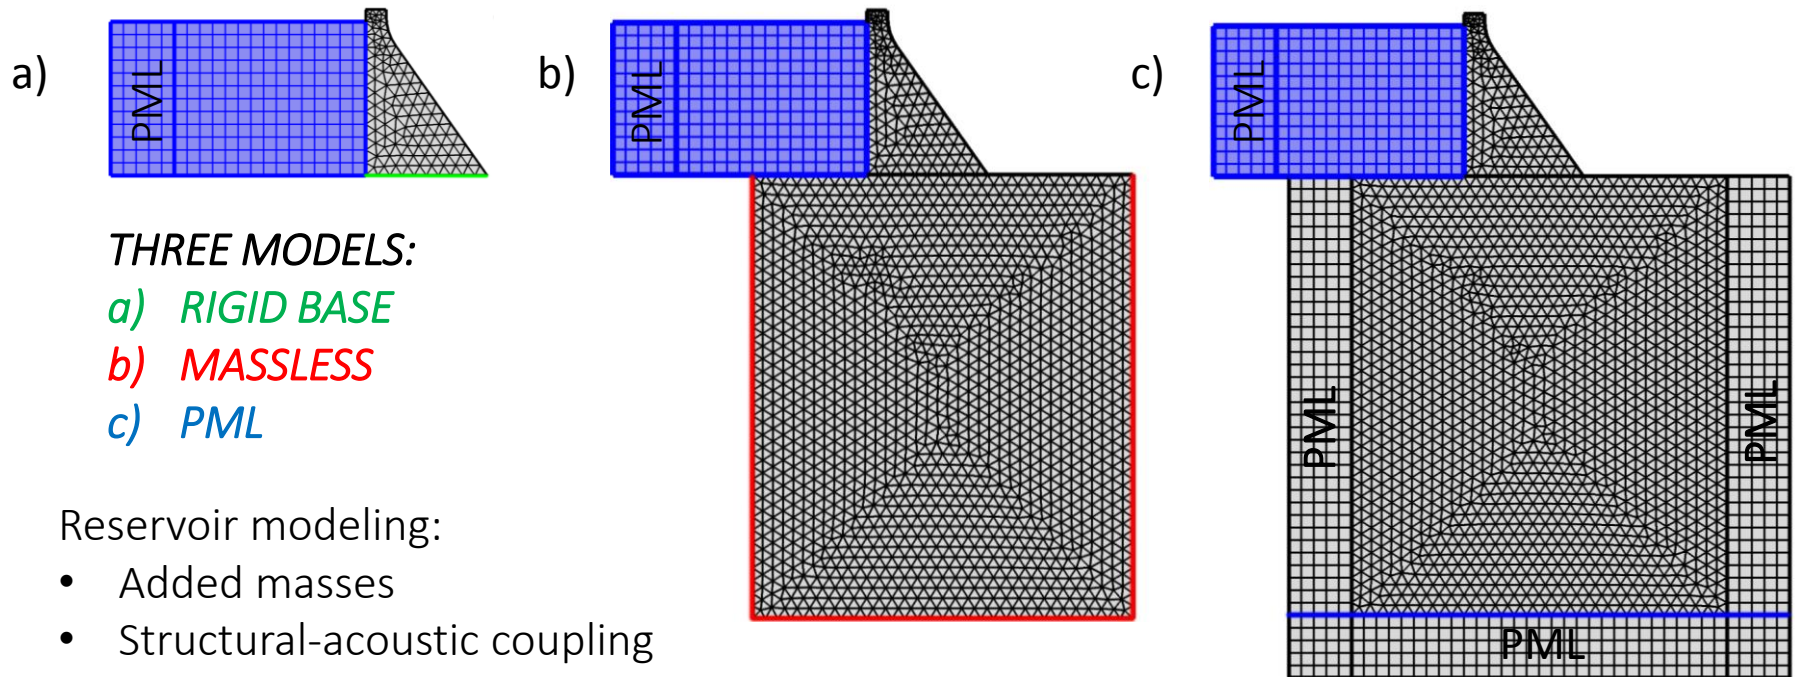 a)
PML
b)
PML
c)
PML
THREE MODELS:
a) RIGID BASE
b) MASSLESS
c) PML
PML
PML
PML
Reservoir modeling:
• Added masses
• Structural-acoustic coupling